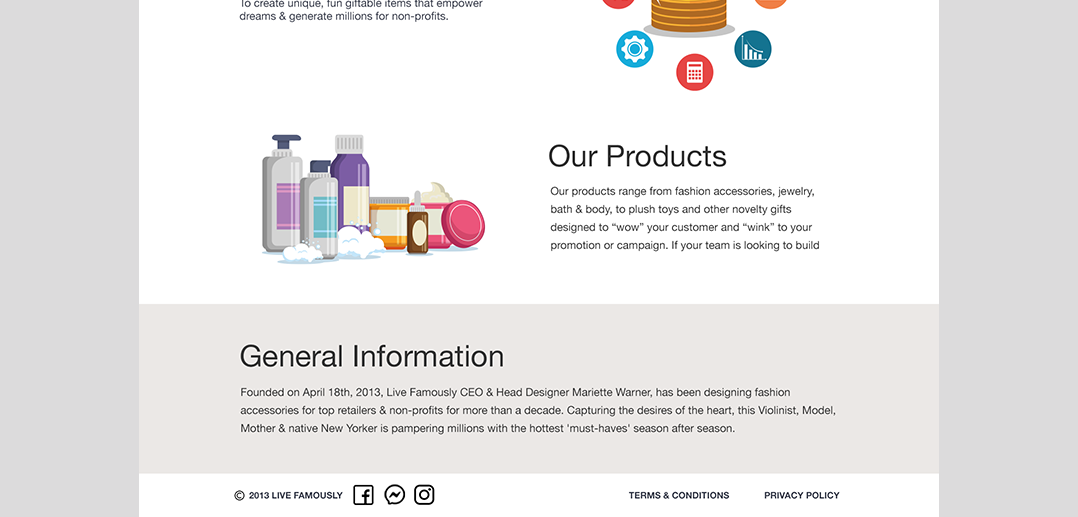 To create unique, fun giftable items that empower
dreams & generate millions for non-profits.
Our Products
Our products range from fashion accessories, jewelry,
bath & body, to plush toys and other novelty gifts
designed to “wow” your customer and “wink” to your
promotion or campaign. If your team is looking to build
General Information
Founded on April 18th, 2013, Live Famously CEO & Head Designer Mariette Warner, has been designing fashion
accessories for top retailers & non-profits for more than a decade. Capturing the desires of the heart, this Violinist, Model,
Mother & native New Yorker is pampering millions with the hottest 'must-haves' season after season.
© 2013 LIVE FAMOUSLY
TERMS & CONDITIONS
PRIVACY POLICY